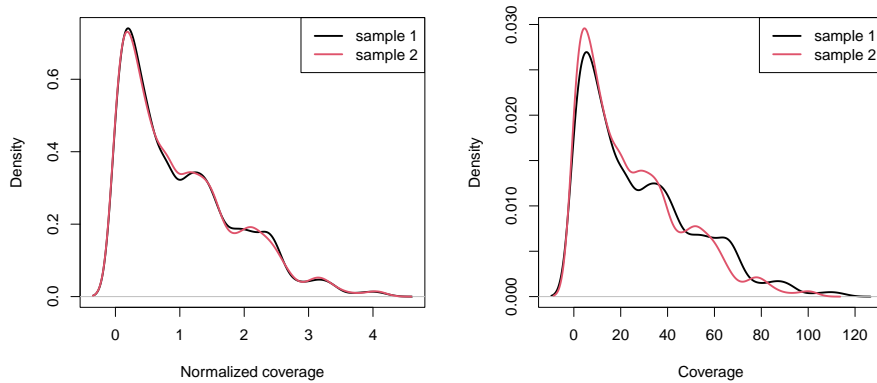 sample 1
sample 2
Density
0.0 0.2 0.4 0.6
0 1 2 3 4
Normalized coverage
sample 1
sample 2
Density
0.000 0.010 0.020 0.030
0 20 40 60 80 100 120
Coverage